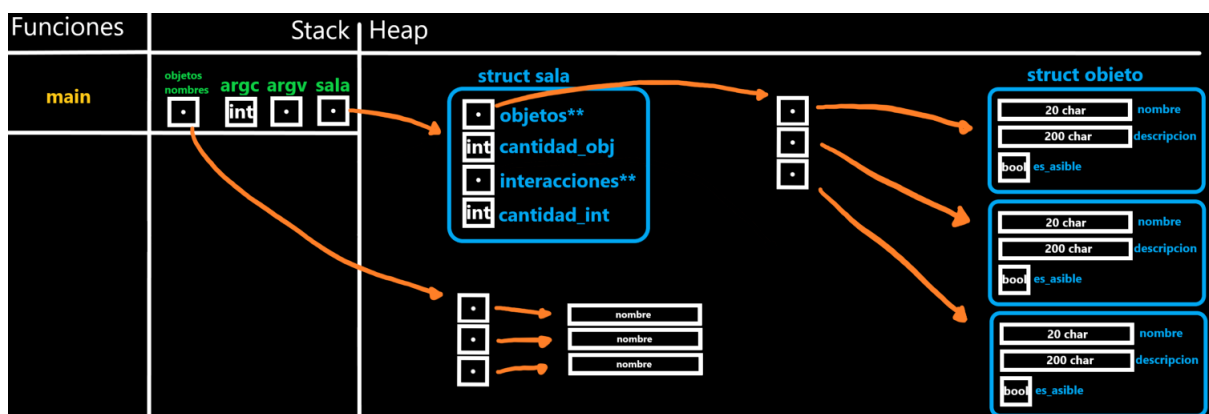 Funciones Stack Heap
main
objetos
nombres argc argv sala
int
struct sala
objetos**
int cantidad_obj
interacciones**
int cantidad_int
nombre
nombre
nombre
struct objeto
20 char nombre
200 char descripcion
bool es_asible
20 char nombre
200 char descripcion
bool es_asible
20 char nombre
200 char descripcion
bool es_asible